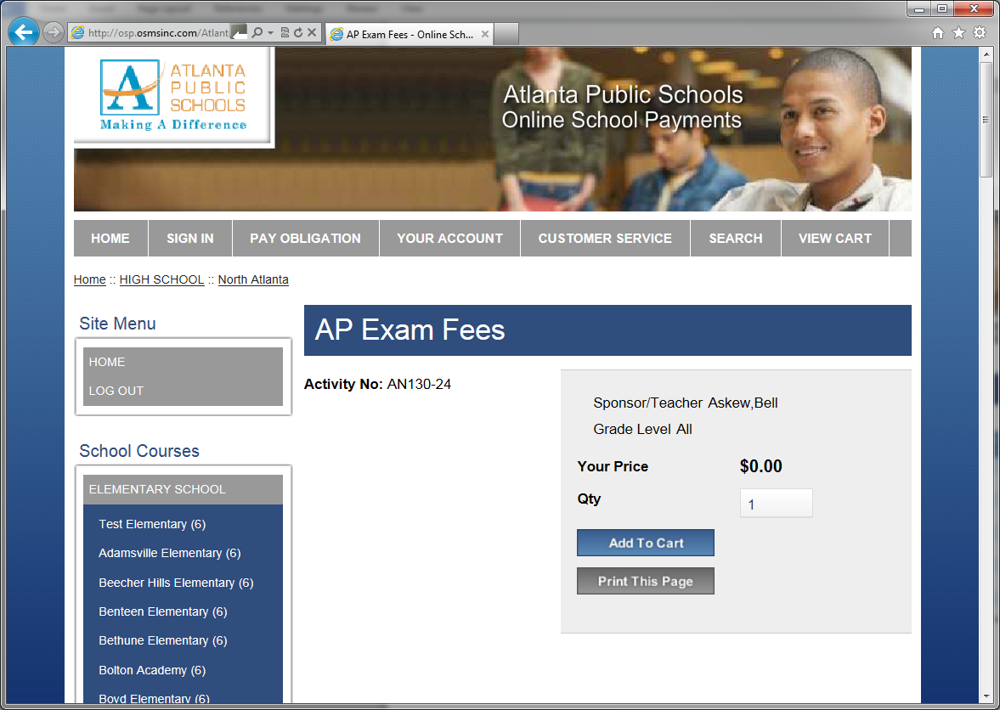 http://osp.osmsinc.com/Atlant
AP Exam Fees - Online Sch...
ATLANTA
PUBLIC
SCHOOLS
Making A Difference
Atlanta Public Schools
Online School Payments
HOME
SIGN IN
PAY OBLIGATION
YOUR ACCOUNT
CUSTOMER SERVICE
SEARCH
VIEW CART
Home :: HIGH SCHOOL :: North Atlanta
Site Menu
HOME
LOG OUT
School Courses
ELEMENTARY SCHOOL
Test Elementary (6)
Adamsville Elementary (6)
Beecher Hills Elementary (6)
Benteen Elementary (6)
Bethune Elementary (6)
Bolton Academy (6)
Boyd Elementary (6)
AP Exam Fees
Activity No: AN130-24
Sponsor/Teacher Askew,Bell
Grade Level All
Your Price $0.00
Qty 1
Add To Cart
Print This Page